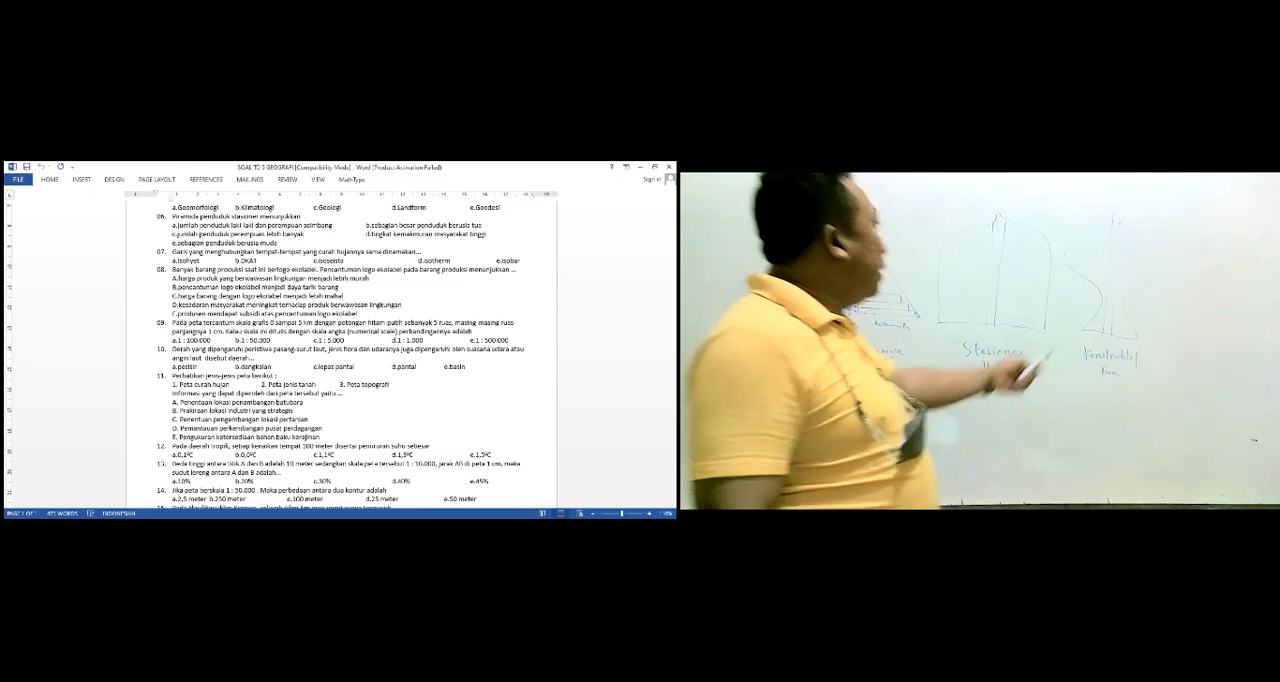 SOAL TO 5 GEOGRAFI [Compatibility Mode] - Word (Product Activation Failed)
FILE HOME INSERT DESIGN PAGE LAYOUT REFERENCES MAILINGS REVIEW VIEW MathType Sign in
a.Geomorfologi b.Klimatologi c.Geologi d.Landform e.Geodesi
06. Piramida penduduk stasioner menunjukkan
a.jumlah penduduk laki laki dan perempuan seimbang b.sebagian besar penduduk berusia tua
c.jumlah penduduk perempuan lebih banyak d.tingkat kemakmuran masyarakat tinggi
e.sebagian penduduk berusia muda
07. Garis yang menghubungkan tempat-tempat yang curah hujannya sama dinamakan...
a.isohyet b.DKAT c.isoseista d.isotherm e.isobar
08. Banyak barang produksi saat ini berlogo ekolabel. Pencantuman logo ekolabel pada barang produksi menunjukkan ...
A.harga produk yang berwawasan lingkungan menjadi lebih murah
B.pencantuman logo ekolabel menjadi daya tarik barang
C.harga barang dengan logo ekolabel menjadi lebih mahal
D.kesadaran masyarakat meningkat terhadap produk berwawasan lingkungan
E.produsen mendapat subsidi atas pencantuman logo ekolabel
09. Pada peta tercantum skala grafis 0 sampai 5 km dengan potongan hitam-putih sebanyak 5 ruas, masing-masing ruas
panjangnya 1 cm. Kalau skala ini ditulis dengan skala angka (numerical scale) perbandingannya adalah
a.1 : 100.000 b.1 : 50.000 c.1 : 5.000 d.1 : 1.000 e.1 : 500.000
10. Derah yang dipengaruhi peristiwa pasang-surut laut, jenis flora dan udaranya juga dipengaruhi oleh suasana udara atau
angin laut disebut daerah...
a.pesisir b.dangkalan c.lepas pantai d.pantai e.basin
11. Perhatikan jenis-jenis peta berikut :
1. Peta curah hujan 2. Peta jenis tanah 3. Peta topografi
Informasi yang dapat diperoleh dari peta tersebut yaitu ...
A. Penentuan lokasi penambangan batubara
B. Prakiraan lokasi industri yang strategis
C. Penentuan pengembangan lokasi pertanian
D. Pemantauan perkembangan pusat perdagangan
E. Pengukuran ketersediaan bahan baku kerajinan
12. Pada daerah tropik, setiap kenaikan tempat 100 meter disertai penurunan suhu sebesar
a.0,1ºC b.0,6ºC c.1,1ºC d.1,3ºC e.1,5ºC
13. Beda tinggi antara titik A dan B adalah 10 meter sedangkan skala peta tersebut 1 : 10.000, jarak AB di peta 1 cm, maka
sudut lereng antara A dan B adalah...
a.10% b.20% c.30% d.40% e.45%
14. Jika peta berskala 1 : 50.000 . Maka perbedaan antara dua kontur adalah
a.2,5 meter b.250 meter c.100 meter d.25 meter e.50 meter
WORDS INDONESIAN
Stasioner
Tua